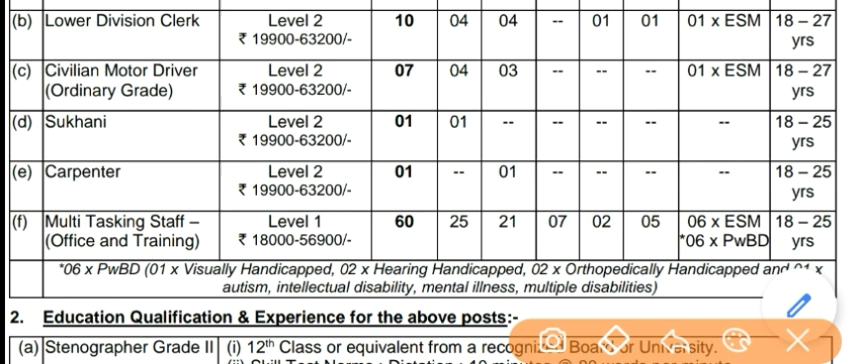 (b) Lower Division Clerk Level 2 10 04 04 -- 01 01 01 x ESM 18 – 27
₹ 19900-63200/- yrs
(c) Civilian Motor Driver Level 2 07 04 03 -- -- -- 01 x ESM 18 – 27
(Ordinary Grade) ₹ 19900-63200/- yrs
(d) Sukhani Level 2 01 01 -- -- -- -- -- 18 – 25
₹ 19900-63200/- yrs
(e) Carpenter Level 2 01 -- 01 -- -- -- -- 18 – 25
₹ 19900-63200/- yrs
(f) Multi Tasking Staff – Level 1 60 25 21 07 02 05 06 x ESM 18 – 25
(Office and Training) ₹ 18000-56900/- *06 x PwBD yrs
*06 x PwBD (01 x Visually Handicapped, 02 x Hearing Handicapped, 02 x Orthopedically Handicapped and x
autism, intellectual disability, mental illness, multiple disabilities)
2. Education Qualification & Experience for the above posts:-
(a) Stenographer Grade II (i) 12th Class or equivalent from a recognized Board or University.